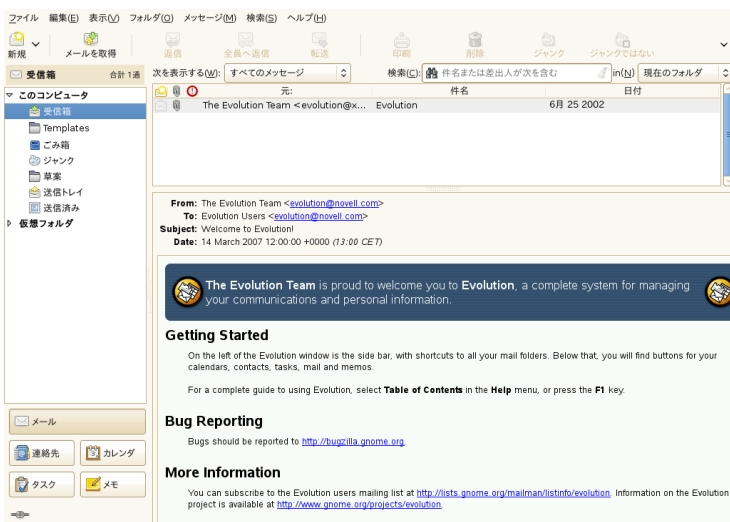 ファイル 編集(E) 表示(V) フォルダ(O) メッセージ(M) 検索(S) ヘルプ(H)
新規 メールを取得 返信 全員へ返信 転送 印刷 削除 ジャンク ジャンクではない
受信箱 合計 1通 次を表示する(W): すべてのメッセージ 検索(C): 件名または差出人が次を含む in(N) 現在のフォルダ
このコンピュータ
受信箱
Templates
ごみ箱
ジャンク
草案
送信トレイ
送信済み
仮想フォルダ
元: 件名 日付
The Evolution Team <evolution@x... Evolution 6月 25 2002
From: The Evolution Team <evolution@novell.com>
To: Evolution Users <evolution@novell.com>
Subject: Welcome to Evolution!
Date: 14 March 2007 12:00:00 +0000 (13:00 CET)
The Evolution Team is proud to welcome you to Evolution, a complete system for managing
your communications and personal information.
Getting Started
On the left of the Evolution window is the side bar, with shortcuts to all your mail folders. Below that, you will find buttons for your
calendars, contacts, tasks, mail and memos.
For a complete guide to using Evolution, select Table of Contents in the Help menu, or press the F1 key.
Bug Reporting
Bugs should be reported to http://bugzilla.gnome.org.
More Information
You can subscribe to the Evolution users mailing list at http://lists.gnome.org/mailman/listinfo/evolution. Information on the Evolution
project is available at http://www.gnome.org/projects/evolution.
メール
連絡先 カレンダ
タスク メモ